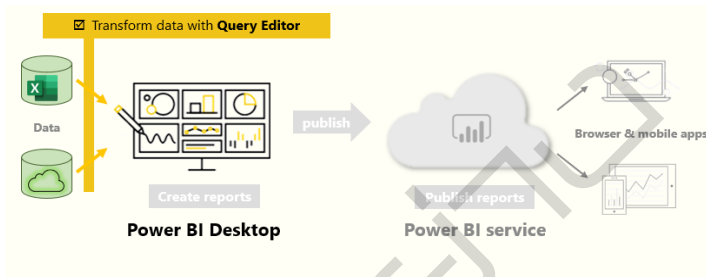 ☑ Transform data with Query Editor
X
Data
publish
Browser & mobile apps
Create reports
Publish reports
Power BI Desktop
Power BI service